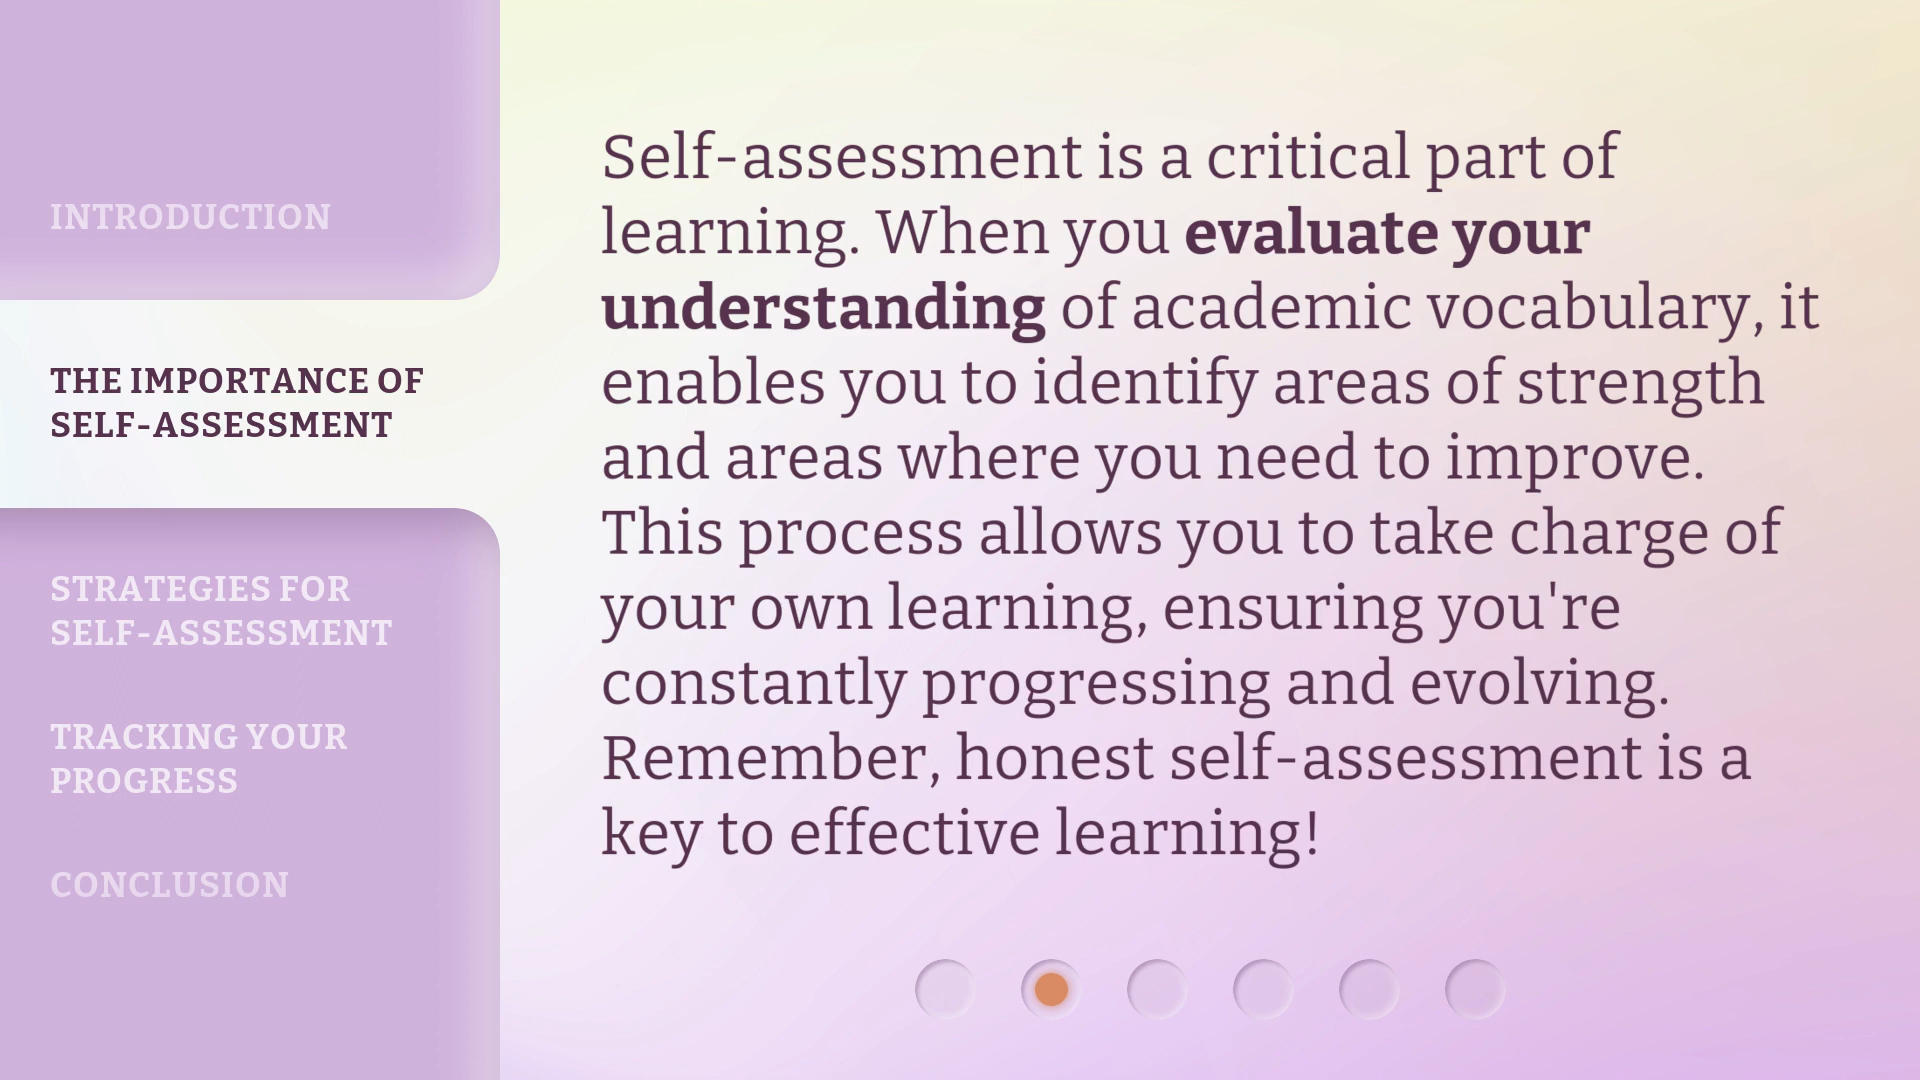 INTRODUCTION
THE IMPORTANCE OF
SELF-ASSESSMENT
STRATEGIES FOR
SELF-ASSESSMENT
TRACKING YOUR
PROGRESS
CONCLUSION
Self-assessment is a critical part of
learning. When you evaluate your
understanding of academic vocabulary, it
enables you to identify areas of strength
and areas where you need to improve.
This process allows you to take charge of
your own learning, ensuring you're
constantly progressing and evolving.
Remember, honest self-assessment is a
key to effective learning!